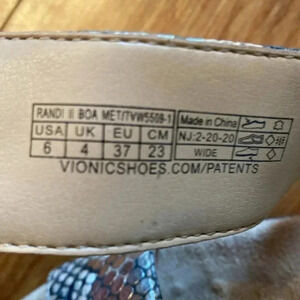 RANDI II BOA MET/TVW5509-1 Made in China
USA UK EU CM NJ:2-20-20
6 4 37 23 WIDE
VIONICSHOES.COM/PATENTS